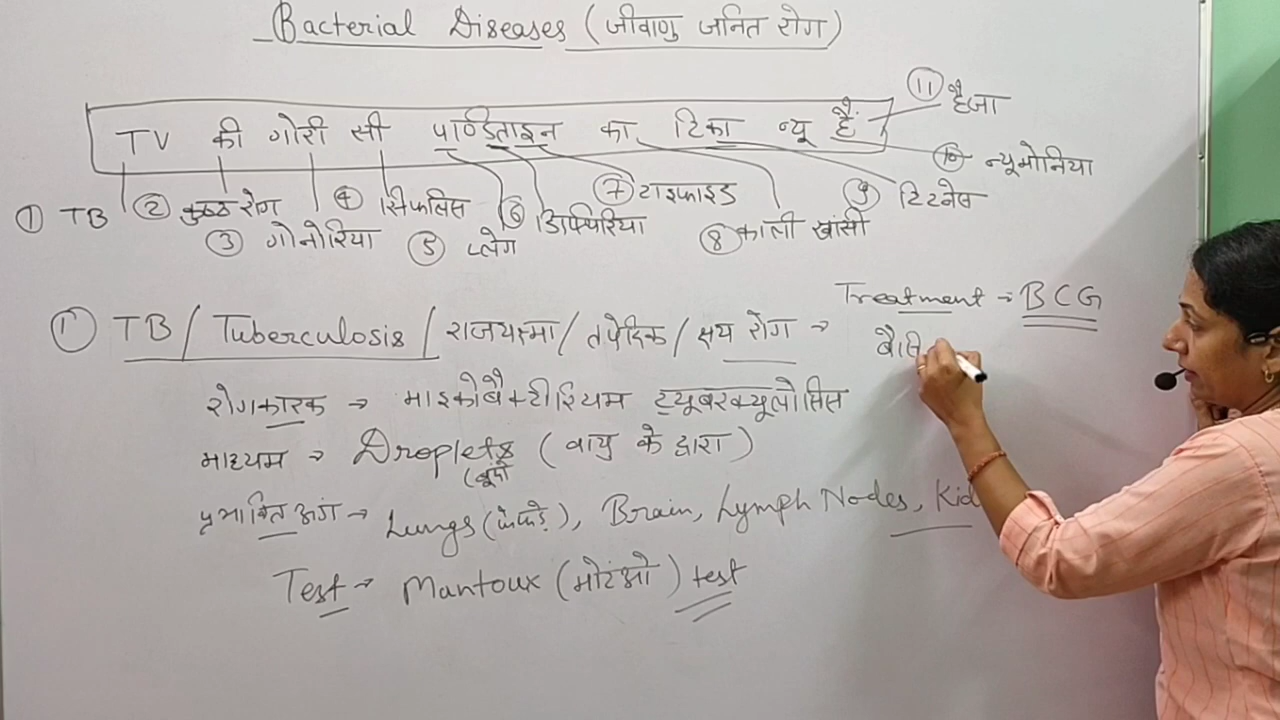 Bacterial Diseases (जीवाणु जनित रोग)
TV की गोरी सी पाण्डिताइन का टिका न्यू हैं
⑪ हैजा
⑩ न्यूमोनिया
① TB ② कुष्ठ रोग ④ सिफलिस ⑥ डिफ्थिरिया ⑦ टाइफाइड ⑨ टिटनेस
③ गोनोरिया ⑤ प्लेग ⑧ काली खांसी
① TB / Tuberculosis / राजयक्ष्मा / तपेदिक / क्षय रोग →
Treatment → BCG
रोगकारक → माइकोबैक्टीरियम ट्यूबरक्यूलोसिस
माध्यम → Droplets (वायु के द्वारा)
प्रभावित अंग → Lungs (फेफड़े), Brain, Lymph Nodes, Kid
Test → Mantoux (मोटंओ) test